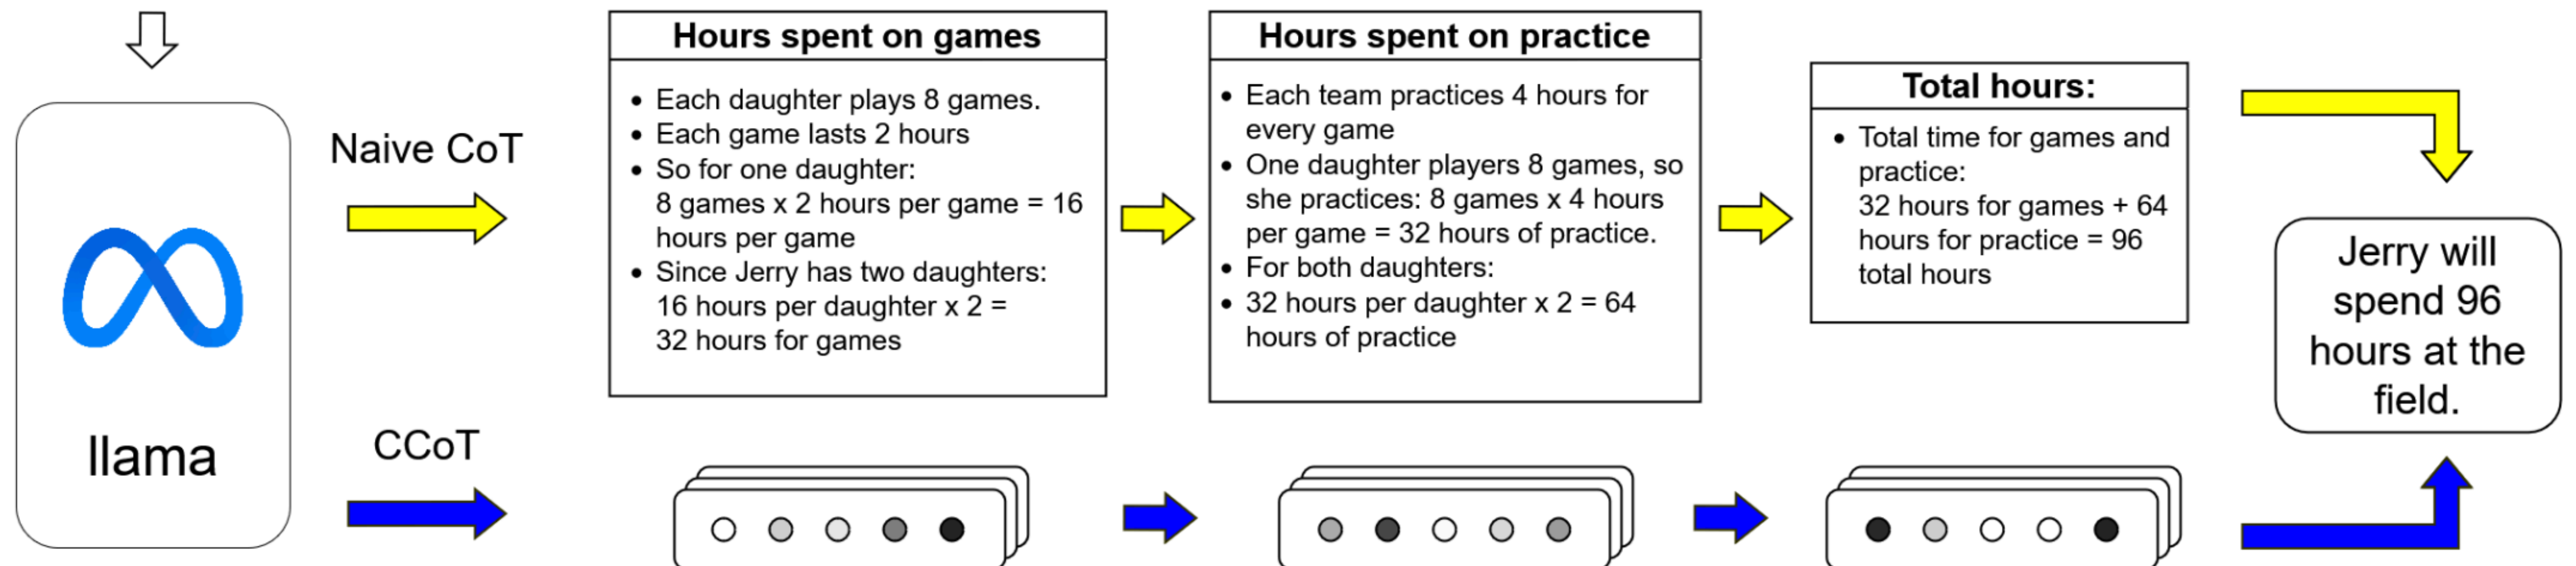 Naive CoT
Hours spent on games
Each daughter plays 8 games.
Each game lasts 2 hours
So for one daughter:
8 games x 2 hours per game = 16
hours per game
Since Jerry has two daughters:
16 hours per daughter x 2 =
32 hours for games
Hours spent on practice
Each team practices 4 hours for
every game
One daughter players 8 games, so
she practices: 8 games x 4 hours
per game = 32 hours of practice.
For both daughters:
32 hours per daughter x 2 = 64
hours of practice
Total hours:
Total time for games and
practice:
32 hours for games + 64
hours for practice = 96
total hours
Jerry will
spend 96
hours at the
field.
llama
CCoT